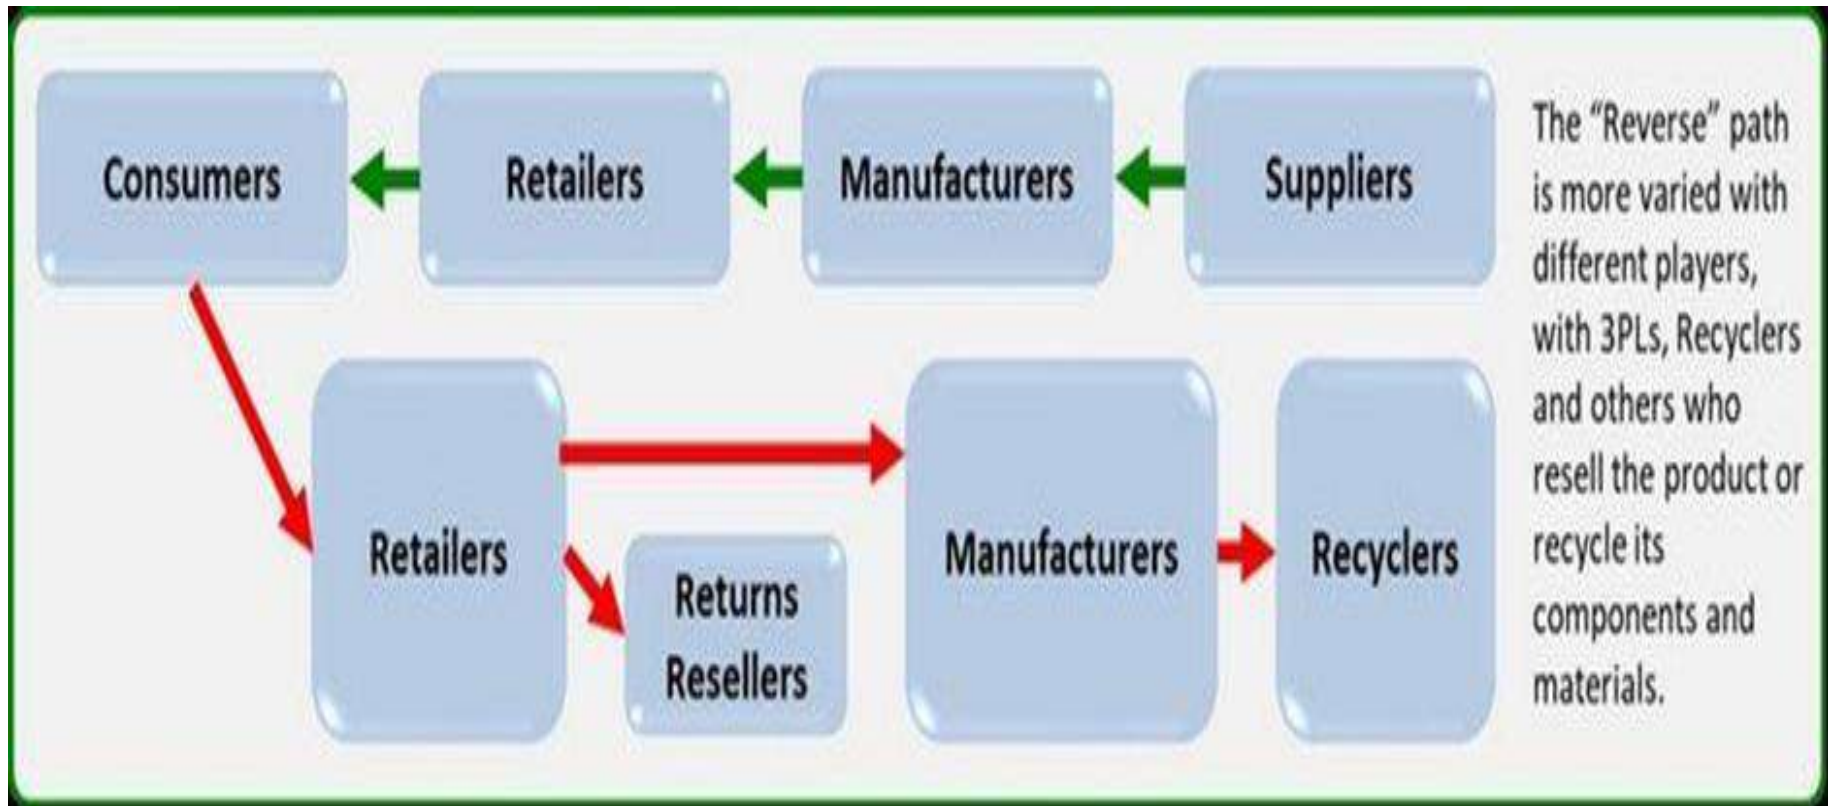 Consumers
Retailers
Manufacturers
Suppliers
Retailers
Returns
Resellers
Manufacturers
Recyclers
The “Reverse” path
is more varied with
different players,
with 3PLs, Recyclers
and others who
resell the product or
recycle its
components and
materials.